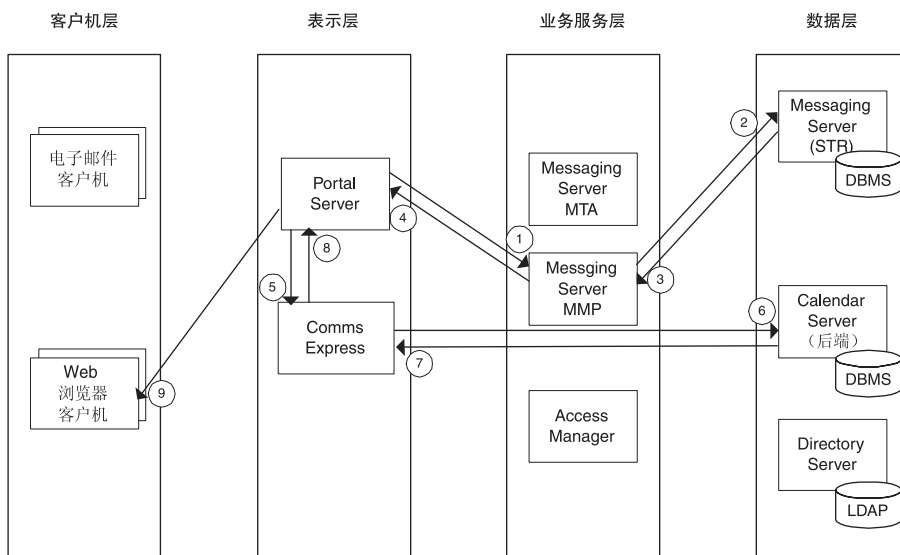 客户机层
表示层
业务服务层
数据层
电子邮件
客户机
Web
浏览器
客户机
9
Portal
Server
4
8
5
Comms
Express
7
1
Messaging
Server
MTA
Messging
Server
MMP
3
Access
Manager
2
Messaging
Server
(STR)
DBMS
6
Calendar
Server
（后端）
DBMS
Directory
Server
LDAP